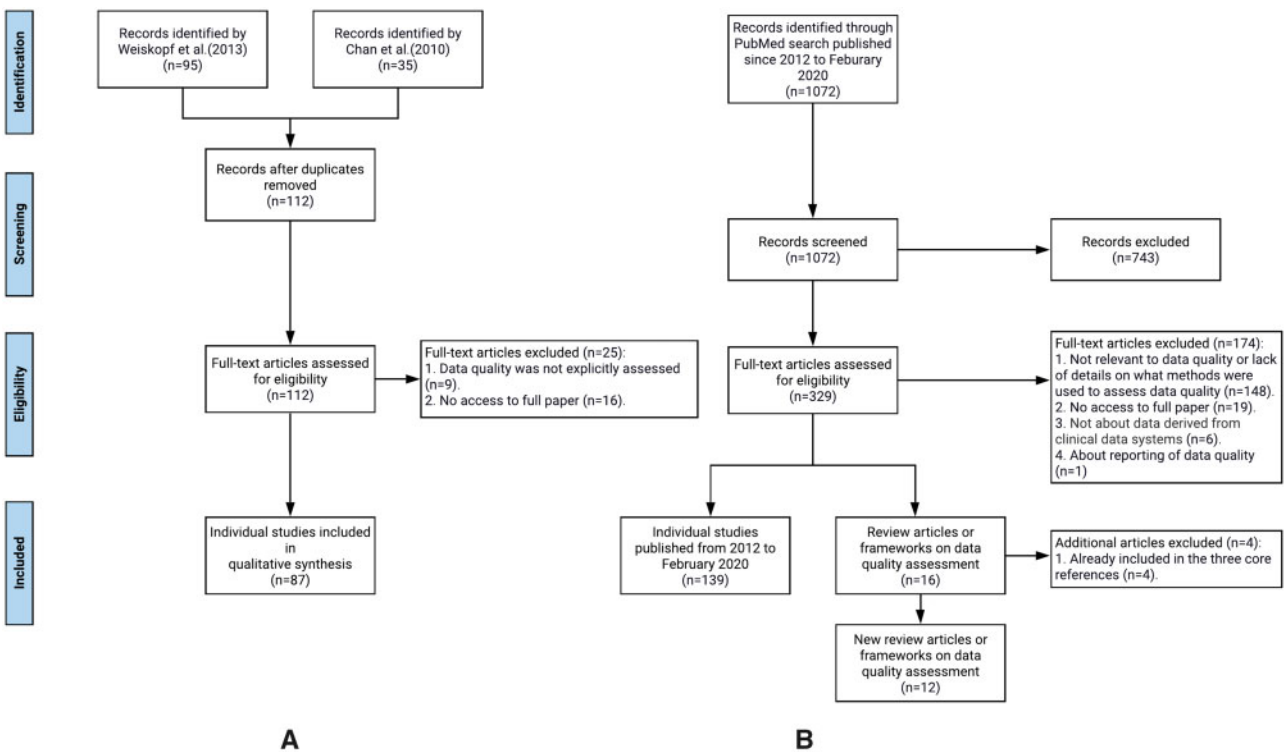 Identification
Records identified by
Weiskopf et al.(2013)
(n=95)
Records identified by
Chan et al.(2010)
(n=35)
Records after duplicates
removed
(n=112)
Screening
Full-text articles assessed
for eligibility
(n=112)
Full-text articles excluded (n=25):
1. Data quality was not explicitly assessed
(n=9).
2. No access to full paper (n=16).
Eligibility
Individual studies included
in
qualitative synthesis
(n=87)
Included
A
Records identified through
PubMed search published
since 2012 to Feburary
2020
(n=1072)
Records screened
(n=1072)
Records excluded
(n=743)
Full-text articles assessed
for eligibility
(n=329)
Full-text articles excluded (n=174):
1. Not relevant to data quality or lack
of details on what methods were
used to assess data quality (n=148).
2. No access to full paper (n=19).
3. Not about data derived from
clinical data systems (n=6).
4. About reporting of data quality
(n=1)
Individual studies
published from 2012 to
February 2020
(n=139)
Review articles or
frameworks on data
quality assessment
(n=16)
Additional articles excluded (n=4):
1. Already included in the three core
references (n=4).
New review articles or
frameworks on data
quality assessment
(n=12)
B